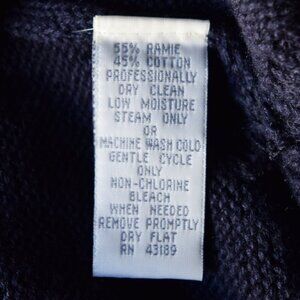 55% RAMIE
45% COTTON
PROFESSIONALLY
DRY CLEAN
LOW MOISTURE
STEAM ONLY
OR
MACHINE WASH COLD
GENTLE CYCLE
ONLY
NON-CHLORINE
BLEACH
WHEN NEEDED
REMOVE PROMPTLY
DRY FLAT
RN 43189